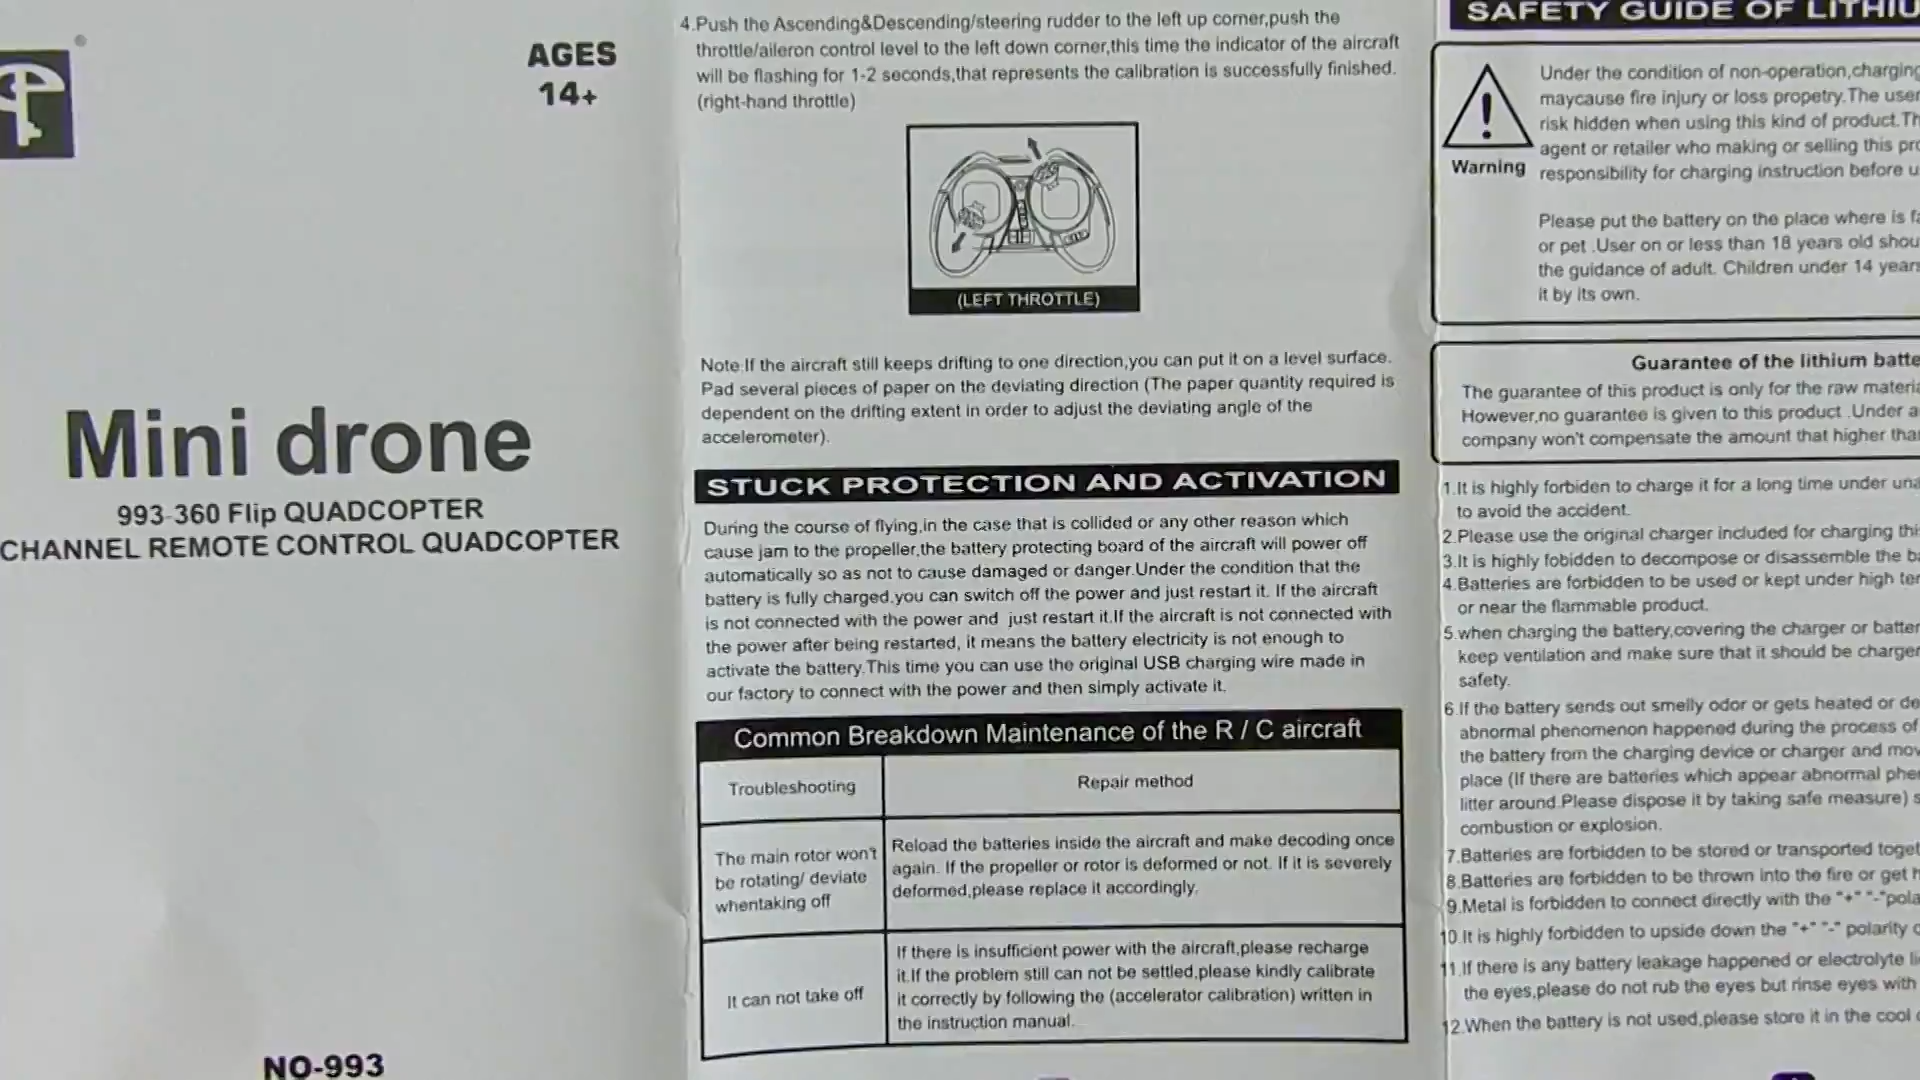 ®
AGES
14+
Mini drone
993-360 Flip QUADCOPTER
CHANNEL REMOTE CONTROL QUADCOPTER
NO-993
4.Push the Ascending&Descending/steering rudder to the left up corner,push the
throttle/aileron control level to the left down corner,this time the indicator of the aircraft
will be flashing for 1-2 seconds,that represents the calibration is successfully finished.
(right-hand throttle)
(LEFT THROTTLE)
Note:If the aircraft still keeps drifting to one direction,you can put it on a level surface.
Pad several pieces of paper on the deviating direction (The paper quantity required is
dependent on the drifting extent in order to adjust the deviating angle of the
accelerometer).
STUCK PROTECTION AND ACTIVATION
During the course of flying,in the case that is collided or any other reason which
cause jam to the propeller,the battery protecting board of the aircraft will power off
automatically so as not to cause damaged or danger.Under the condition that the
battery is fully charged,you can switch off the power and just restart it. If the aircraft
is not connected with the power and just restart it.If the aircraft is not connected with
the power after being restarted, it means the battery electricity is not enough to
activate the battery.This time you can use the original USB charging wire made in
our factory to connect with the power and then simply activate it.
Common Breakdown Maintenance of the R / C aircraft
Troubleshooting
Repair method
The main rotor won't
be rotating/ deviate
whentaking off
Reload the batteries inside the aircraft and make decoding once
again. If the propeller or rotor is deformed or not. If it is severely
deformed,please replace it accordingly.
It can not take off
If there is insufficient power with the aircraft,please recharge
it.If the problem still can not be settled,please kindly calibrate
it correctly by following the (accelerator calibration) written in
the instruction manual.
SAFETY GUIDE OF
Warning
Under the condition of non-operation,charging
maycause fire injury or loss propetry.The user
risk hidden when using this kind of product.
agent or retailer who making or selling this
responsibility for charging instruction before
Please put the battery on the place where is
or pet .User on or less than 18 years old
the guidance of adult. Children under 14
it by its own.
Guarantee of the lithium
The guarantee of this product is only for the raw
However,no guarantee is given to this product .Under a
company won't compensate the amount that higher
1.It is highly forbiden to charge it for a long time under
to avoid the accident.
2.Please use the original charger included for charging
3.It is highly fobidden to decompose or disassemble the
4.Batteries are forbidden to be used or kept under high
or near the flammable product.
5.when charging the battery,covering the charger or
keep ventilation and make sure that it should be charger
safety.
6.If the battery sends out smelly odor or gets heated or
abnormal phenomenon happened during the process of
the battery from the charging device or charger and
place (If there are batteries which appear abnormal
litter around.Please dispose it by taking safe measure)
combustion or explosion.
7.Batteries are forbidden to be stored or transported
8.Batteries are forbidden to be thrown into the fire or get
9.Metal is forbidden to connect directly with the "+" "-"
10.It is highly forbidden to upside down the "+" "-" polarity
11.If there is any battery leakage happened or electrolyte
the eyes,please do not rub the eyes but rinse eyes with
12.When the battery is not used,please store it in the cool